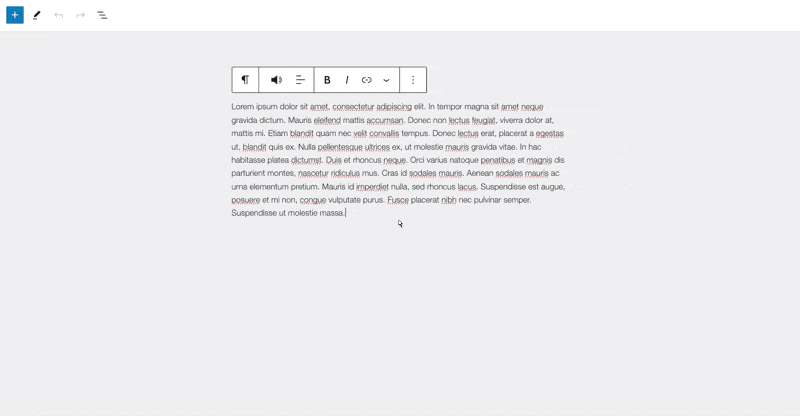 B I
Lorem ipsum dolor sit amet, consectetur adipiscing elit. In tempor magna sit amet neque
gravida dictum. Mauris eleifend mattis accumsan. Donec non lectus feugiat, viverra dolor at,
mattis mi. Etiam blandit quam nec velit convallis tempus. Donec lectus erat, placerat a egestas
ut, blandit quis ex. Nulla pellentesque ultrices ex, ut molestie mauris gravida vitae. In hac
habitasse platea dictumst. Duis et rhoncus neque. Orci varius natoque penatibus et magnis dis
parturient montes, nascetur ridiculus mus. Cras id sodales mauris. Aenean sodales mauris ac
urna elementum pretium. Mauris id imperdiet nulla, sed rhoncus lacus. Suspendisse est augue,
posuere et mi non, congue vulputate purus. Fusce placerat nibh nec pulvinar semper.
Suspendisse ut molestie massa.